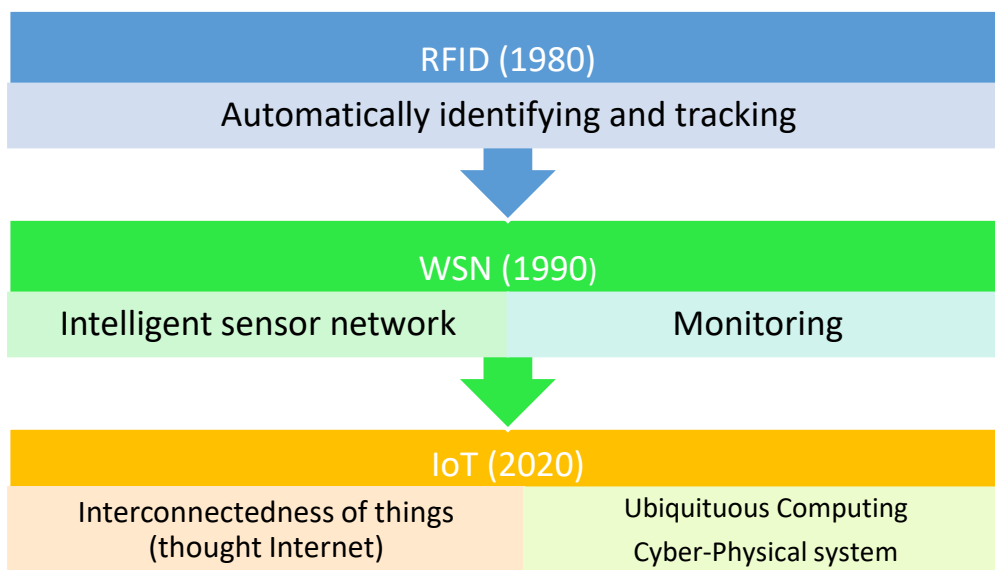 RFID (1980)
Automatically identifying and tracking
WSN (1990)
Intelligent sensor network
Monitoring
IoT (2020)
Interconnectedness of things
(thought Internet)
Ubiquituous Computing
Cyber-Physical system